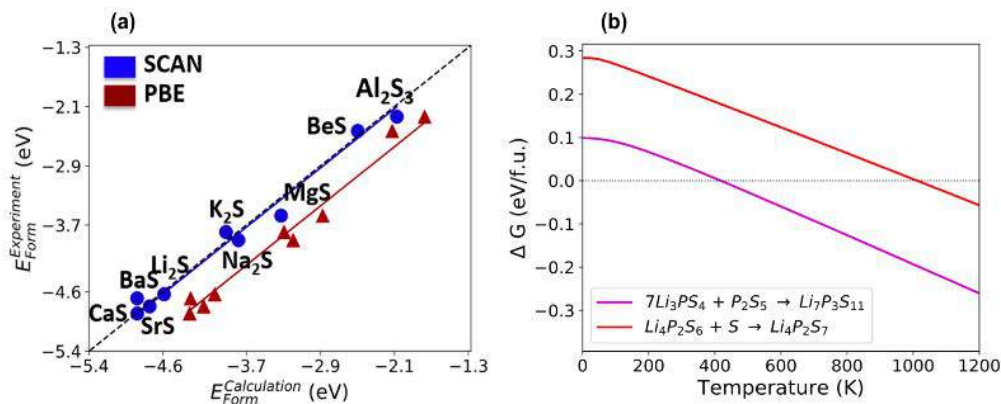 (a)
−1.3
−2.1
−2.9
−3.7
−4.6
−5.4
E_Form^Experiment (eV)
SCAN
PBE
Al₂S₃
BeS
MgS
K₂S
Na₂S
Li₂S
BaS
CaS
SrS
−5.4 −4.6 −3.7 −2.9 −2.1 −1.3
E_Form^Calculation (eV)
(b)
0.3
0.2
0.1
0.0
−0.1
−0.2
−0.3
Δ G (eV/f.u.)
7Li₃PS₄ + P₂S₅ → Li₇P₃S₁₁
Li₄P₂S₆ + S → Li₄P₂S₇
0 200 400 600 800 1000 1200
Temperature (K)